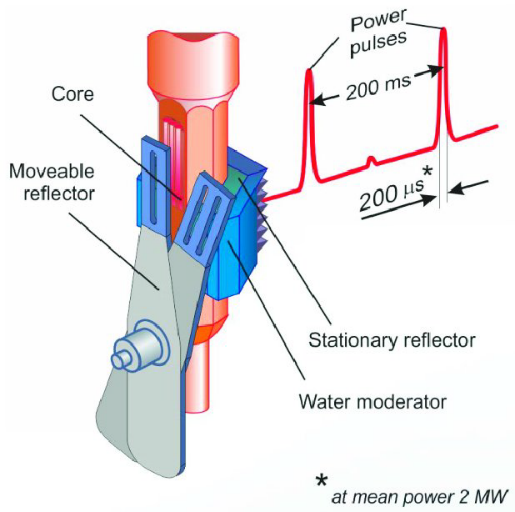 Power
pulses
200 ms
Core
Moveable
reflector
200 μs*
Stationary reflector
Water moderator
* at mean power 2 MW